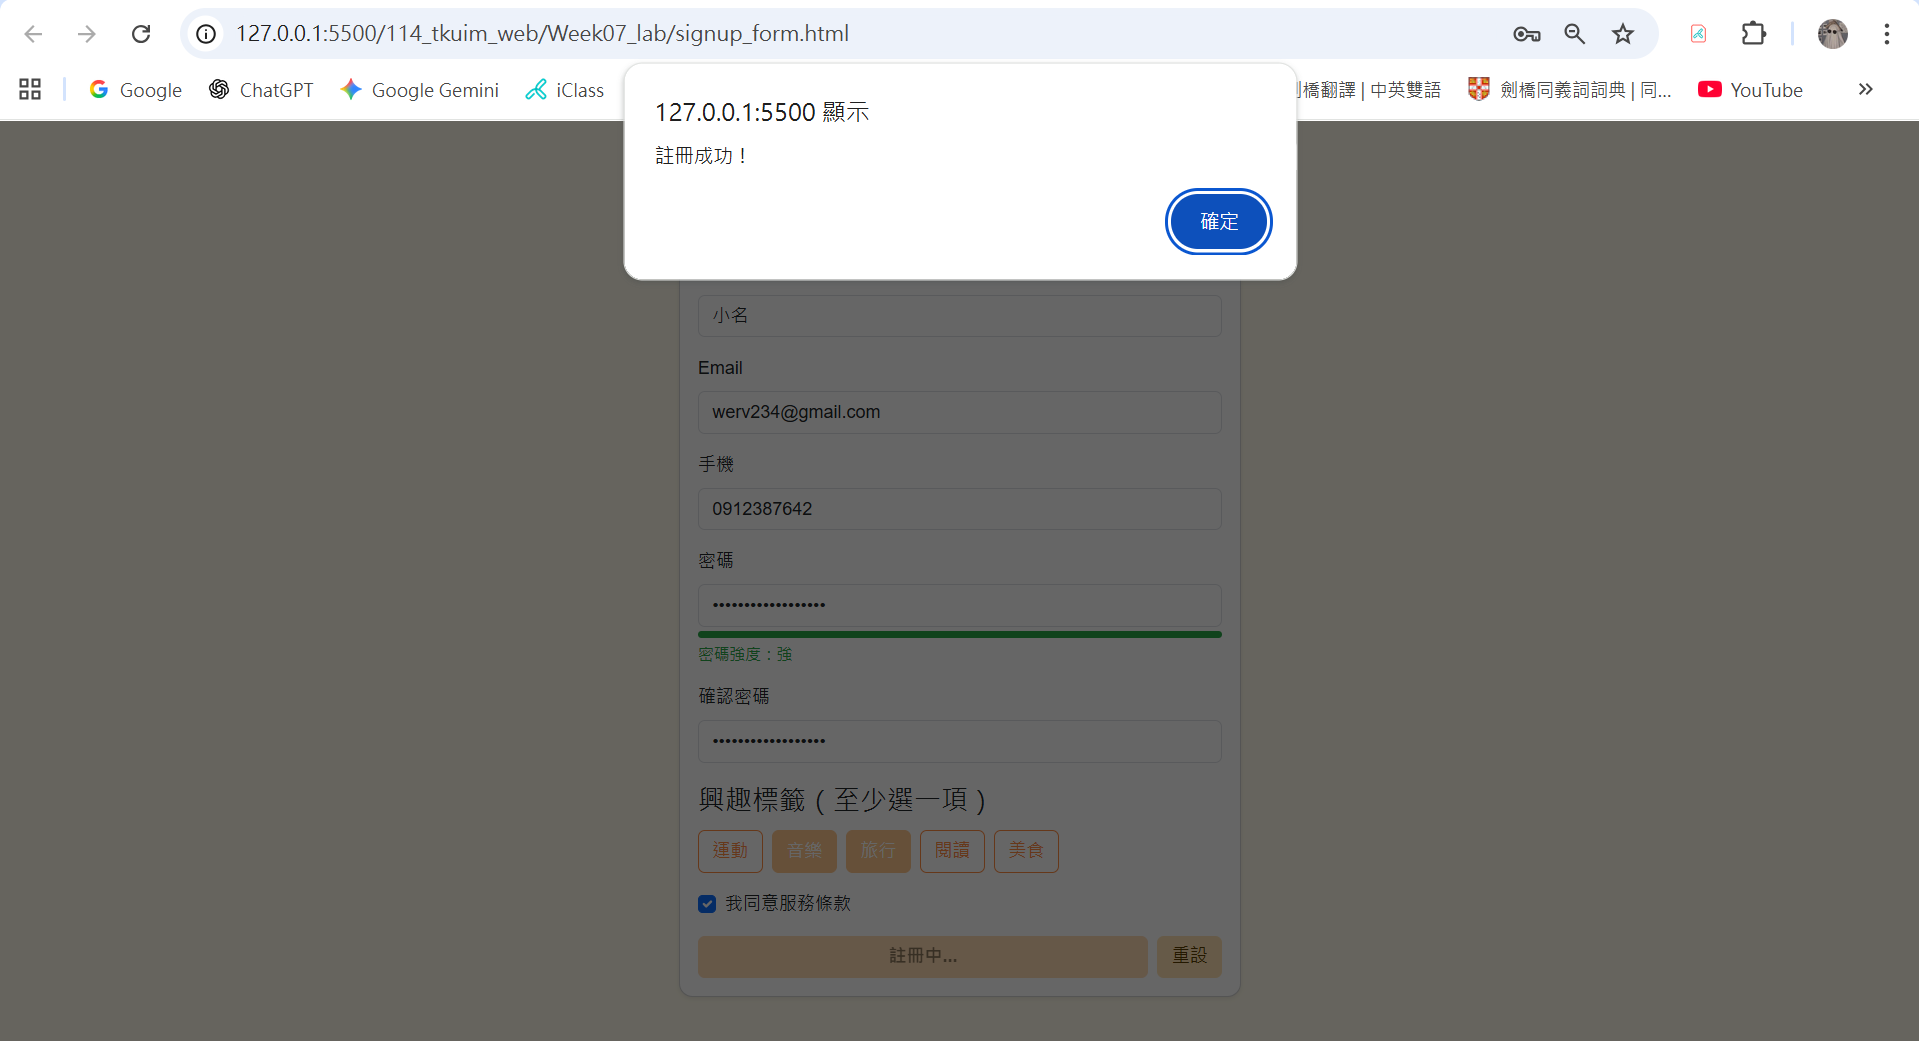 127.0.0.1:5500/114_tkuim_web/Week07_lab/signup_form.html
Google ChatGPT Google Gemini iClass 橋翻譯 | 中英雙語 劍橋同義詞詞典 | 同... YouTube
127.0.0.1:5500 顯示
註冊成功！
確定
小名
Email
werv234@gmail.com
手機
0912387642
密碼
••••••••••••••••••
密碼強度：強
確認密碼
••••••••••••••••••
興趣標籤（至少選一項）
運動 音樂 旅行 閱讀 美食
我同意服務條款
註冊中... 重設